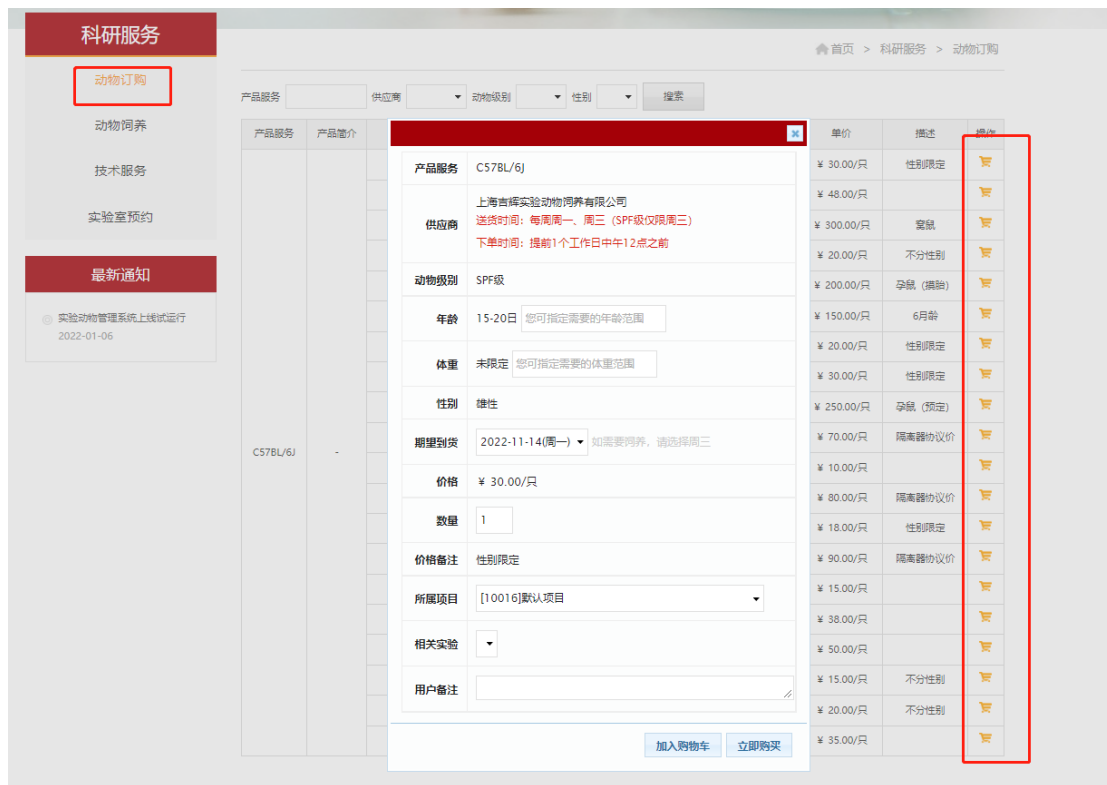 科研服务
动物订购
动物饲养
技术服务
实验室预约
最新通知
实验动物管理系统上线试运行
2022-01-06
首页 > 科研服务 > 动物订购
产品服务 供应商 动物级别 性别 搜索
产品服务 产品简介 单价 描述 操作
C57BL/6J -
¥ 30.00/只 性别限定
¥ 48.00/只
¥ 300.00/只 窝鼠
¥ 20.00/只 不分性别
¥ 200.00/只 孕鼠（摸胎）
¥ 150.00/只 6月龄
¥ 20.00/只 性别限定
¥ 30.00/只 性别限定
¥ 250.00/只 孕鼠（预定）
¥ 70.00/只 隔离器协议价
¥ 10.00/只
¥ 80.00/只 隔离器协议价
¥ 18.00/只 性别限定
¥ 90.00/只 隔离器协议价
¥ 15.00/只
¥ 38.00/只
¥ 50.00/只
¥ 15.00/只 不分性别
¥ 20.00/只 不分性别
¥ 35.00/只
产品服务 C57BL/6J
供应商 上海吉辉实验动物饲养有限公司
送货时间：每周周一、周三（SPF级仅限周三）
下单时间：提前1个工作日中午12点之前
动物级别 SPF级
年龄 15-20日 您可指定需要的年龄范围
体重 未限定 您可指定需要的体重范围
性别 雄性
期望到货 2022-11-14(周一) 如需要饲养，请选择周三
价格 ¥ 30.00/只
数量 1
价格备注 性别限定
所属项目 [10016]默认项目
相关实验
用户备注
加入购物车 立即购买